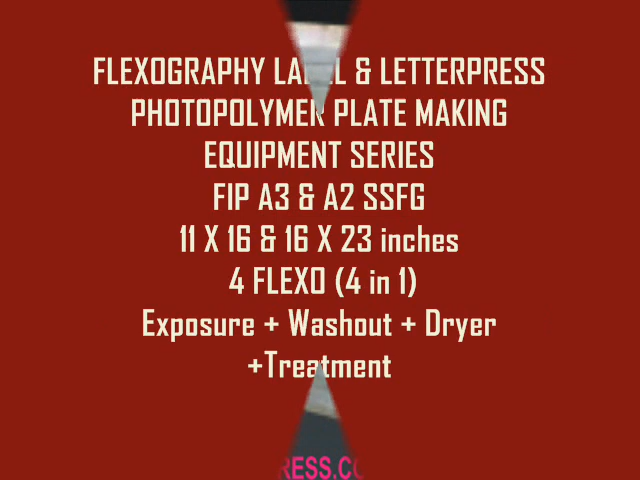 FLEXOGRAPHY LABEL & LETTERPRESS
PHOTOPOLYMER PLATE MAKING
EQUIPMENT SERIES
FIP A3 & A2 SSFG
11 X 16 & 16 X 23 inches
4 FLEXO (4 in 1)
Exposure + Washout + Dryer
+Treatment